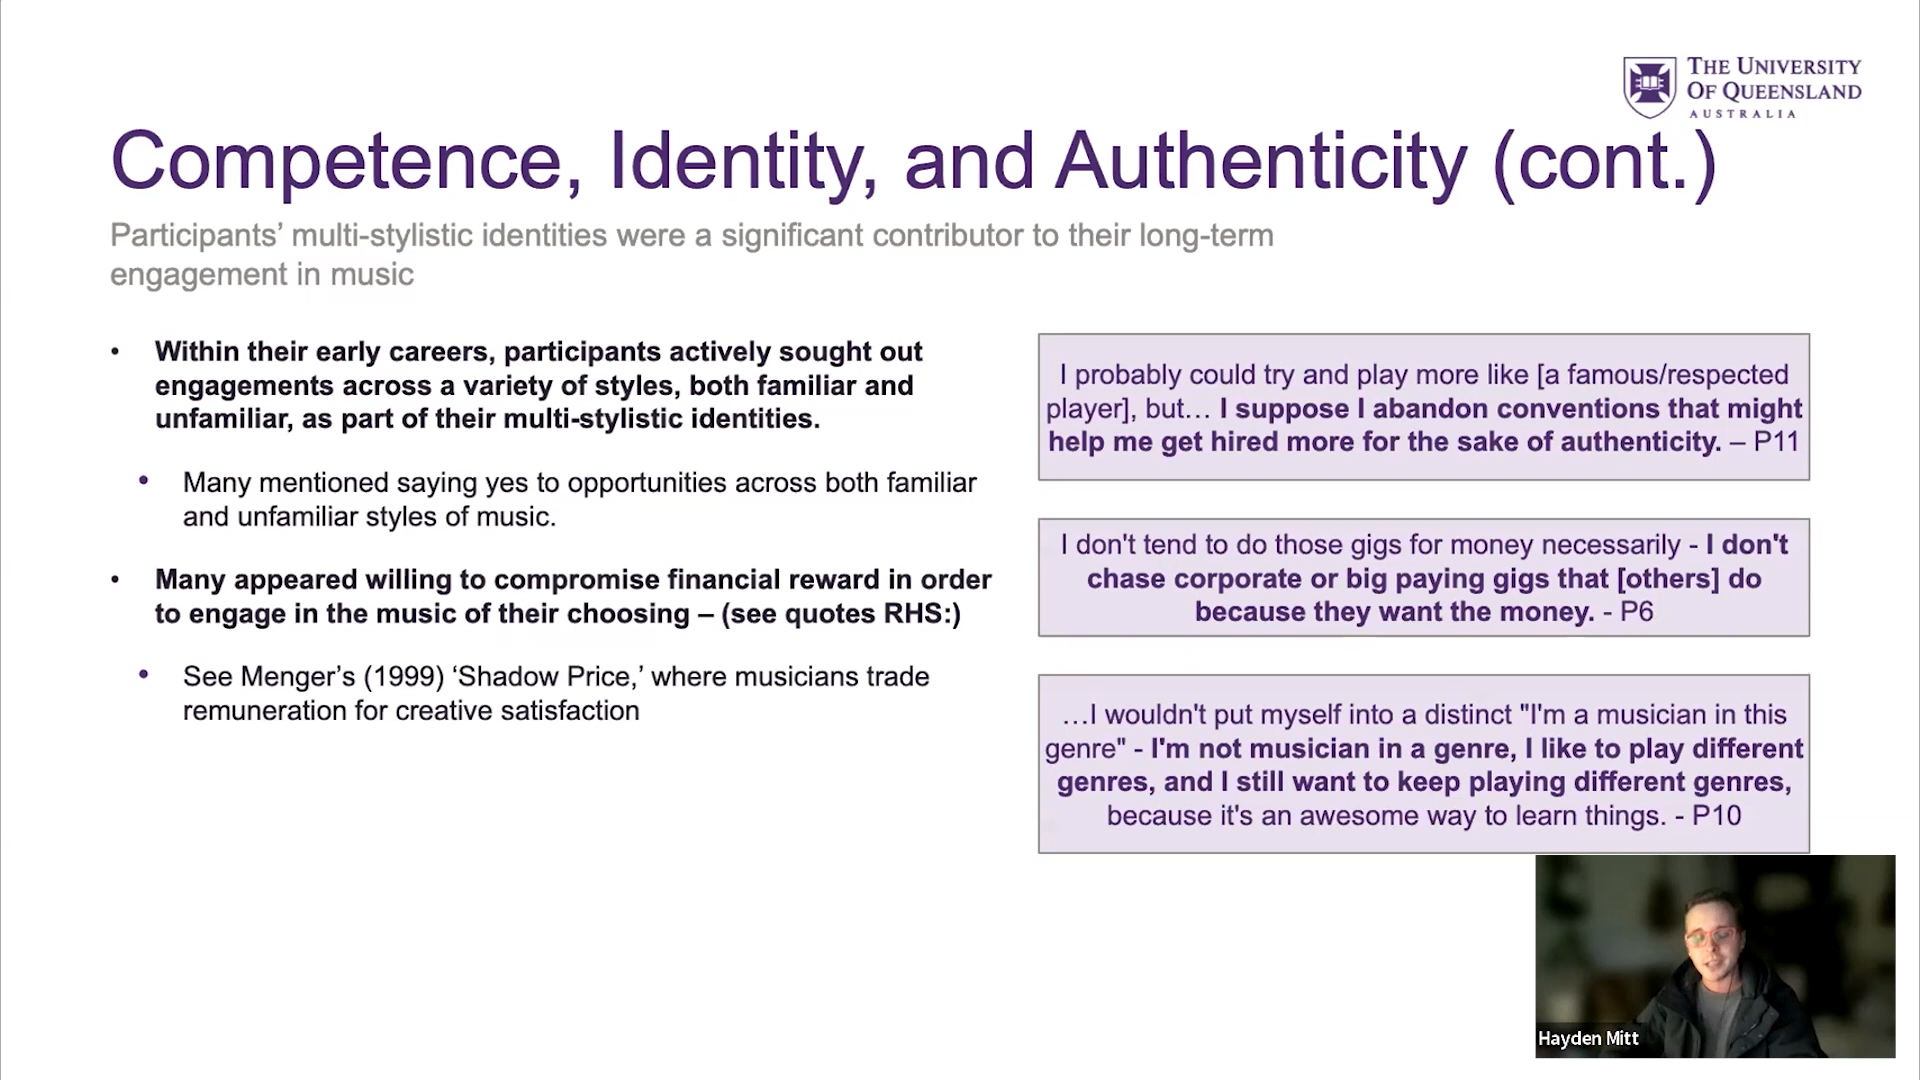 THE UNIVERSITY
OF QUEENSLAND
AUSTRALIA
Competence, Identity, and Authenticity (cont.)
Participants’ multi-stylistic identities were a significant contributor to their long-term
engagement in music
• Within their early careers, participants actively sought out
engagements across a variety of styles, both familiar and
unfamiliar, as part of their multi-stylistic identities.
• Many mentioned saying yes to opportunities across both familiar
and unfamiliar styles of music.
• Many appeared willing to compromise financial reward in order
to engage in the music of their choosing – (see quotes RHS:)
• See Menger’s (1999) ‘Shadow Price,’ where musicians trade
remuneration for creative satisfaction
I probably could try and play more like [a famous/respected
player], but… I suppose I abandon conventions that might
help me get hired more for the sake of authenticity. – P11
I don't tend to do those gigs for money necessarily - I don't
chase corporate or big paying gigs that [others] do
because they want the money. - P6
…I wouldn't put myself into a distinct "I'm a musician in this
genre" - I'm not musician in a genre, I like to play different
genres, and I still want to keep playing different genres,
because it's an awesome way to learn things. - P10
Hayden Mitt